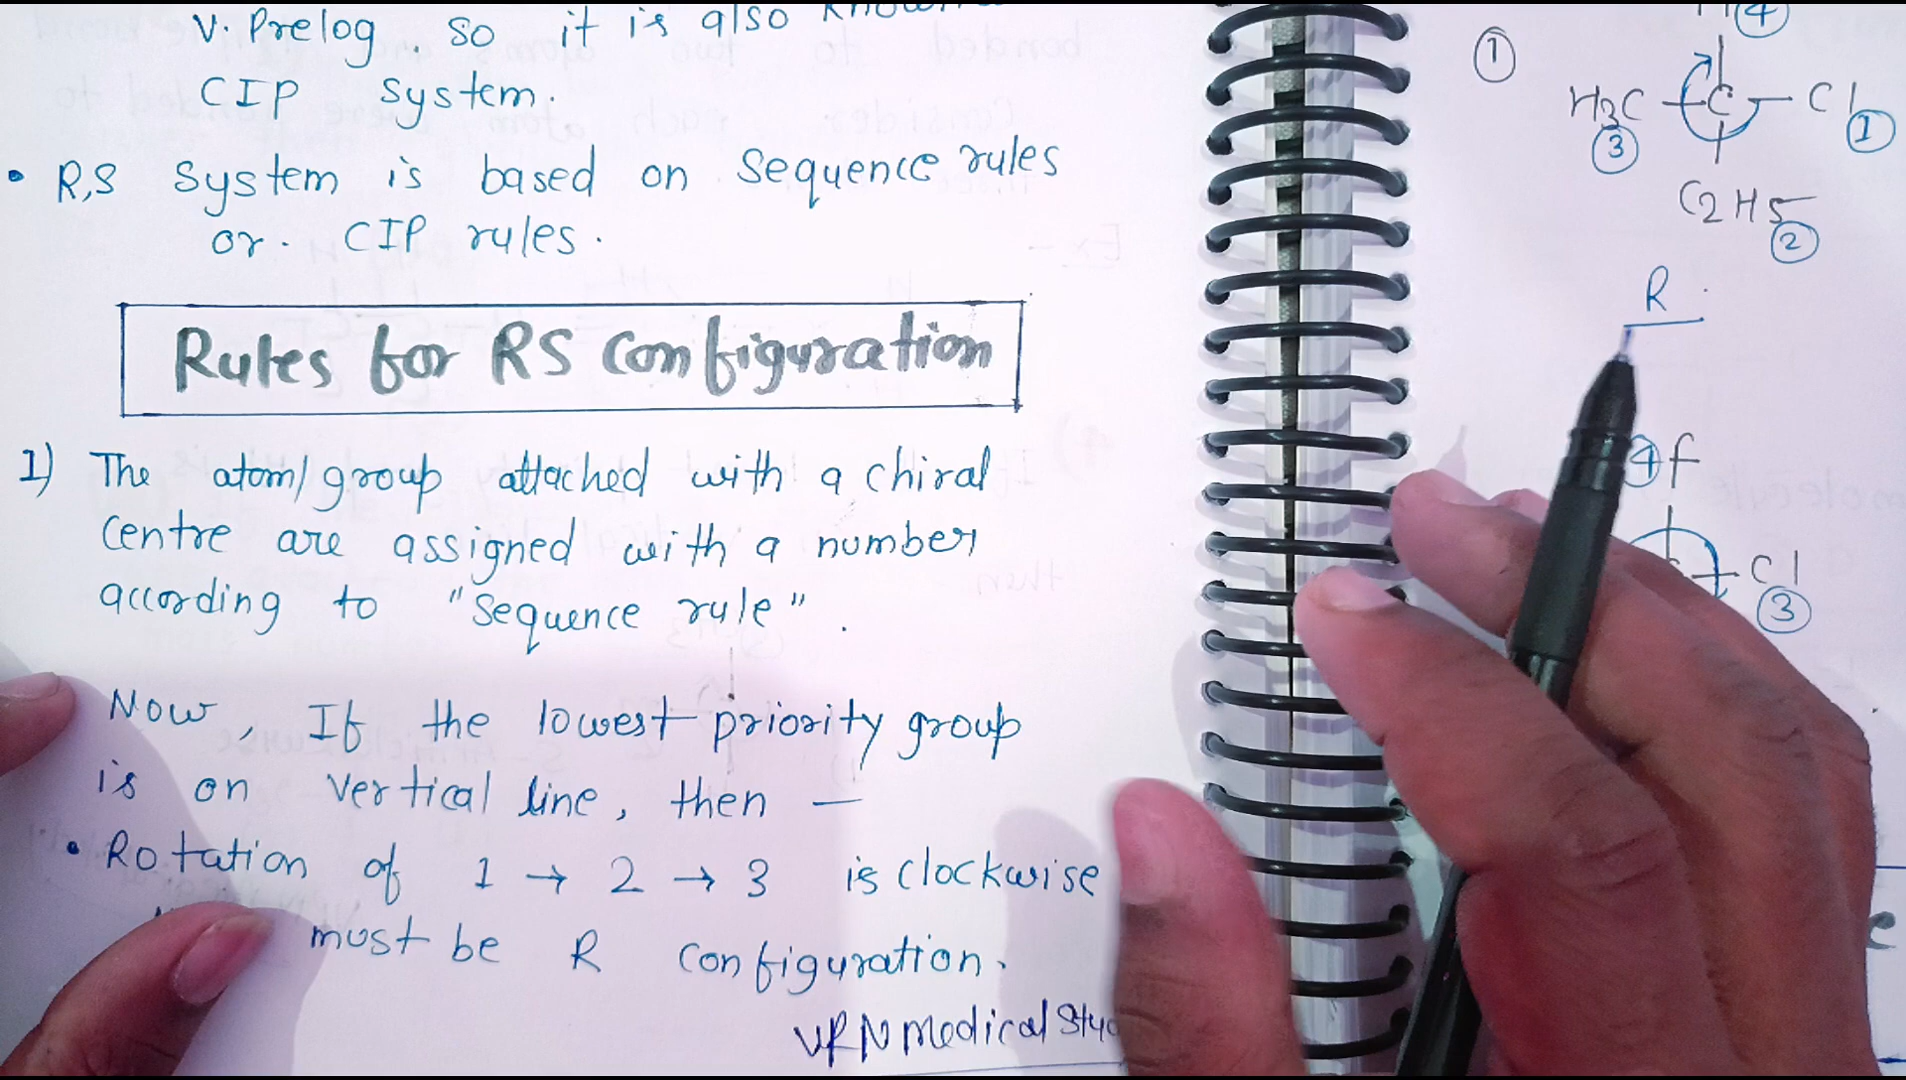 V. Prelog. So it is also known
CIP System.
• R,S System is based on Sequence rules
or. CIP rules.
Rules for RS Configuration
1) The atom/group attached with a chiral
Centre are assigned with a number
according to "Sequence rule".
Now, If the lowest priority group
is on vertical line, then —
• Rotation of 1 → 2 → 3 is clockwise
must be R configuration.
VRN Medical
① ④
H3C C Cl
③ ①
C2H5
②
R
④ F
Cl
③